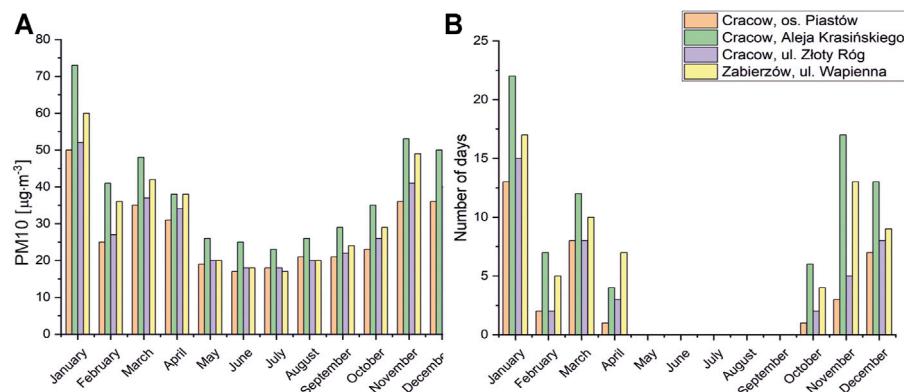 A
PM10 [µg·m-3]
80
70
60
50
40
30
20
10
0
January
February
March
April
May
June
July
August
September
October
November
Decemb
B
Number of days
25
20
15
10
5
0
January
February
March
April
May
June
July
August
September
October
November
December
Cracow, os. Piastów
Cracow, Aleja Krasińskiego
Cracow, ul. Złoty Róg
Zabierzów, ul. Wapienna